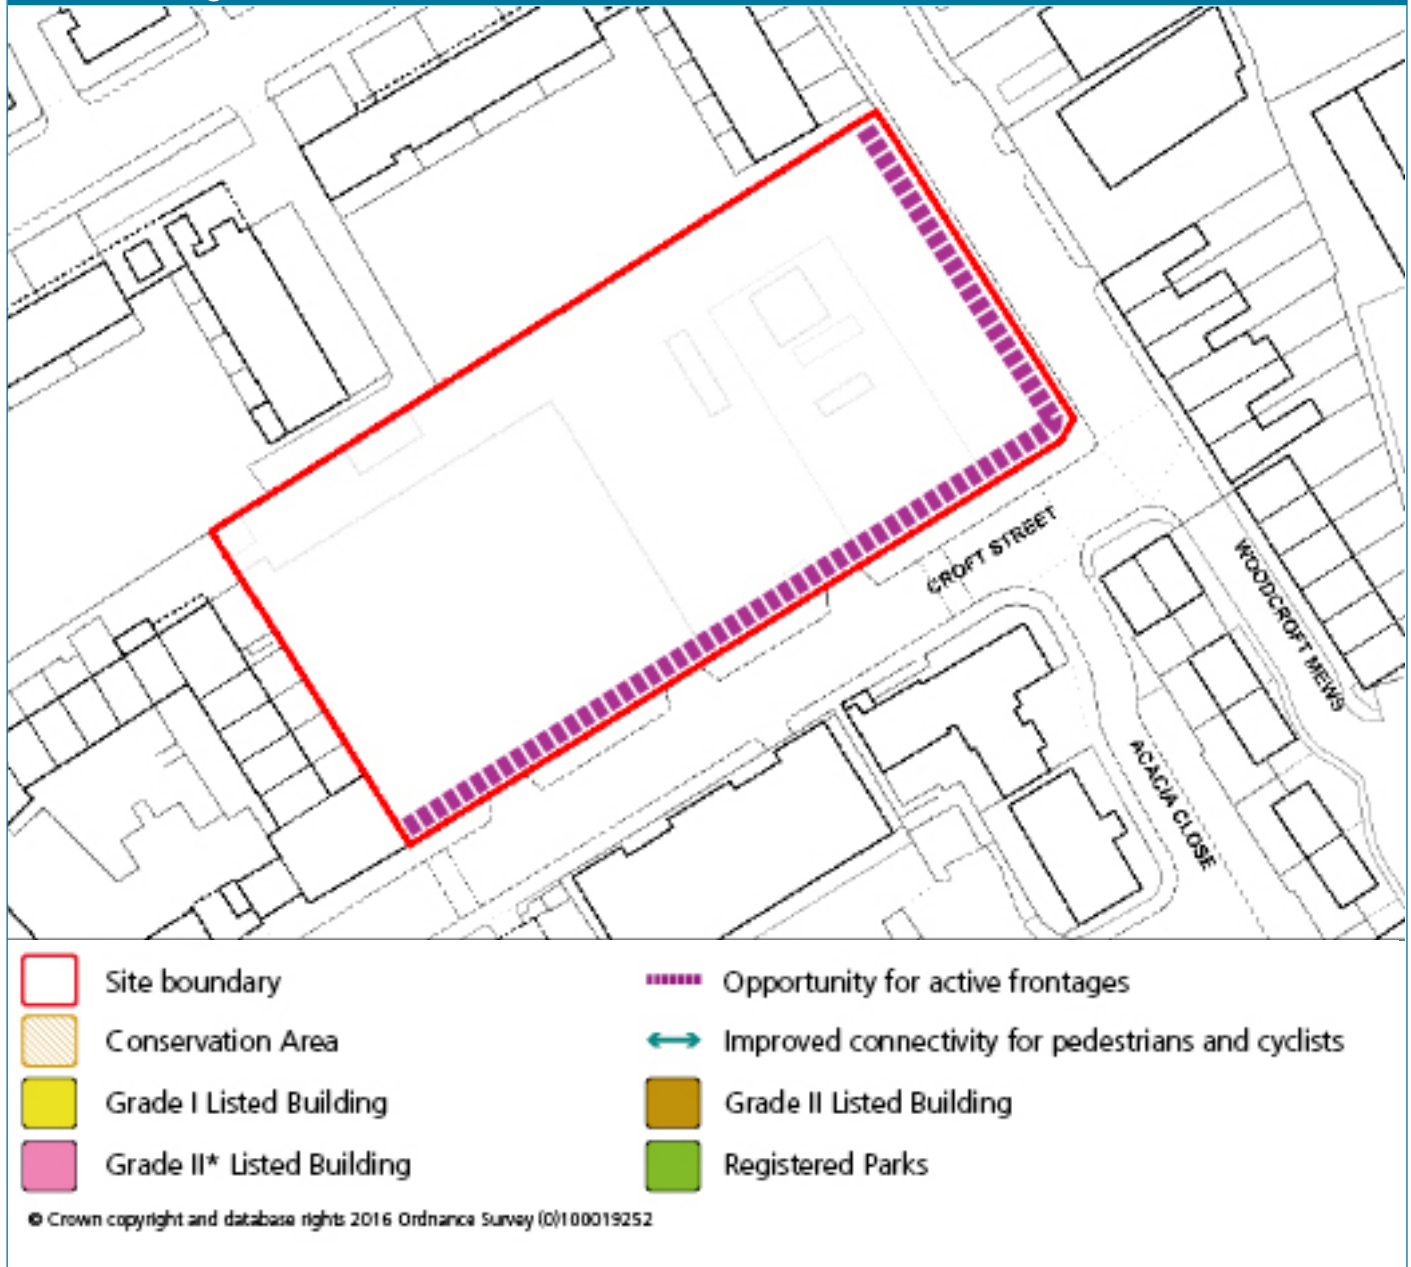 CROFT STREET
WOODCROFT MEWS
ACACIA CLOSE
Site boundary
Opportunity for active frontages
Conservation Area
Improved connectivity for pedestrians and cyclists
Grade I Listed Building
Grade II Listed Building
Grade II* Listed Building
Registered Parks
© Crown copyright and database rights 2016 Ordnance Survey (0)100019252